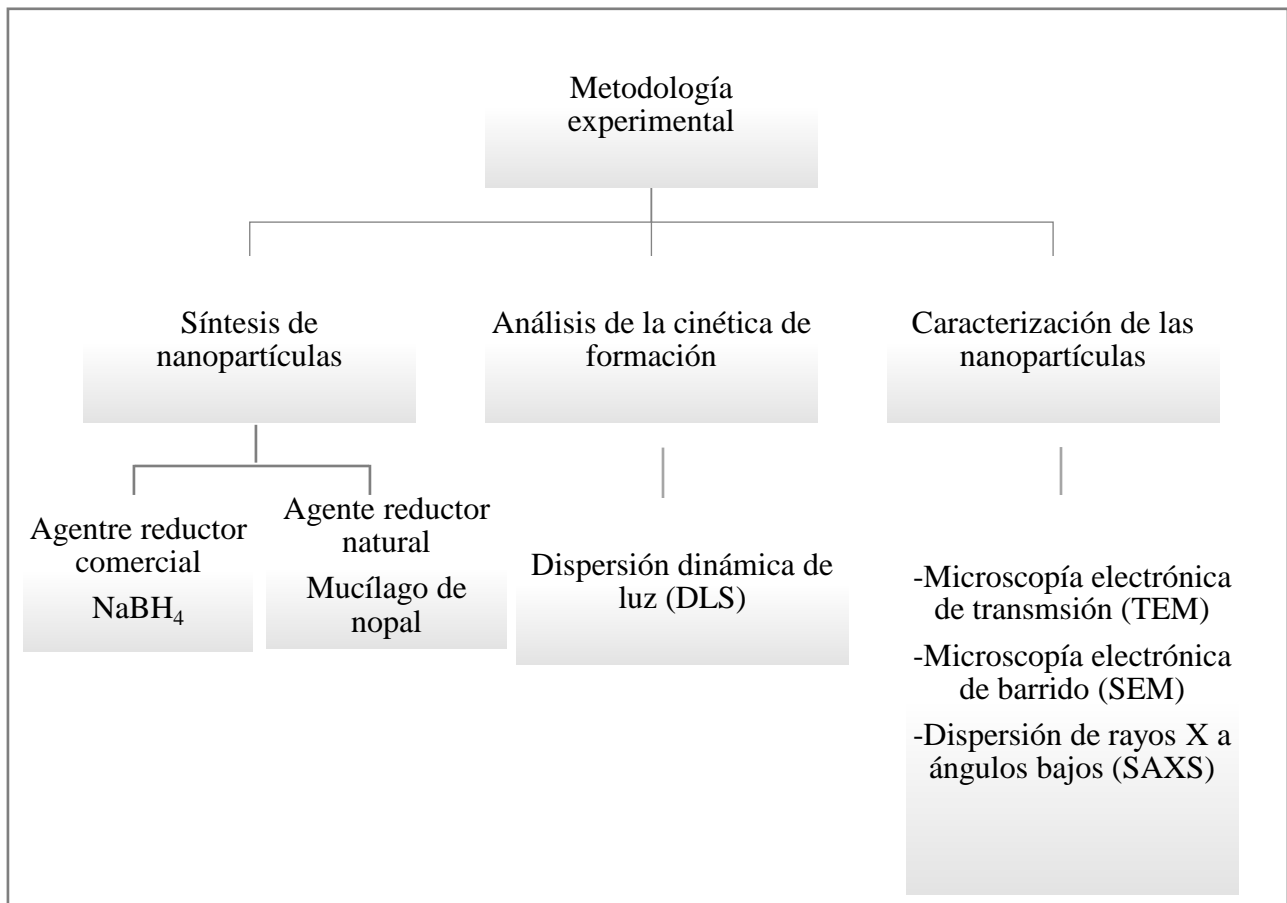 Metodología
experimental
Síntesis de
nanopartículas
Análisis de la cinética de
formación
Caracterización de las
nanopartículas
Agentre reductor
comercial
NaBH₄
Agente reductor
natural
Mucílago de
nopal
Dispersión dinámica de
luz (DLS)
-Microscopía electrónica
de transmsión (TEM)
-Microscopía electrónica
de barrido (SEM)
-Dispersión de rayos X a
ángulos bajos (SAXS)